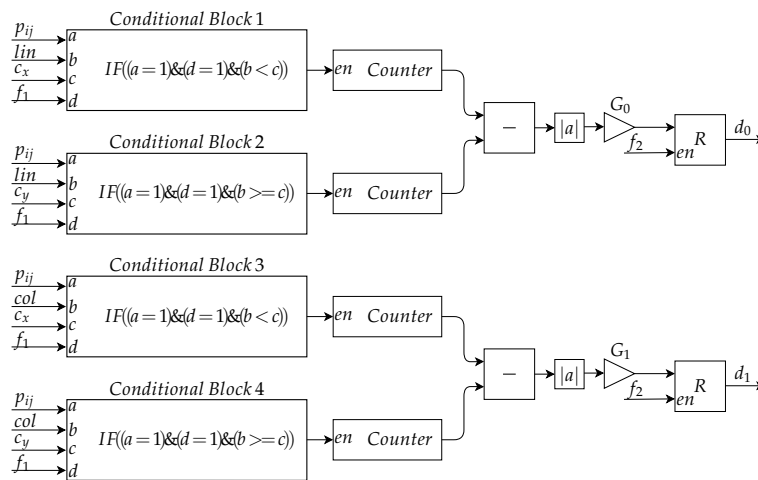 Conditional Block 1
p_ij a
lin b
c_x c
f_1 d
IF((a = 1)&(d = 1)&(b < c))
en Counter
Conditional Block 2
p_ij a
lin b
c_y c
f_1 d
IF((a = 1)&(d = 1)&(b >= c))
en Counter
−
|a|
G_0
f_2
en
R
d_0
Conditional Block 3
p_ij a
col b
c_x c
f_1 d
IF((a = 1)&(d = 1)&(b < c))
en Counter
Conditional Block 4
p_ij a
col b
c_y c
f_1 d
IF((a = 1)&(d = 1)&(b >= c))
en Counter
−
|a|
G_1
f_2
en
R
d_1